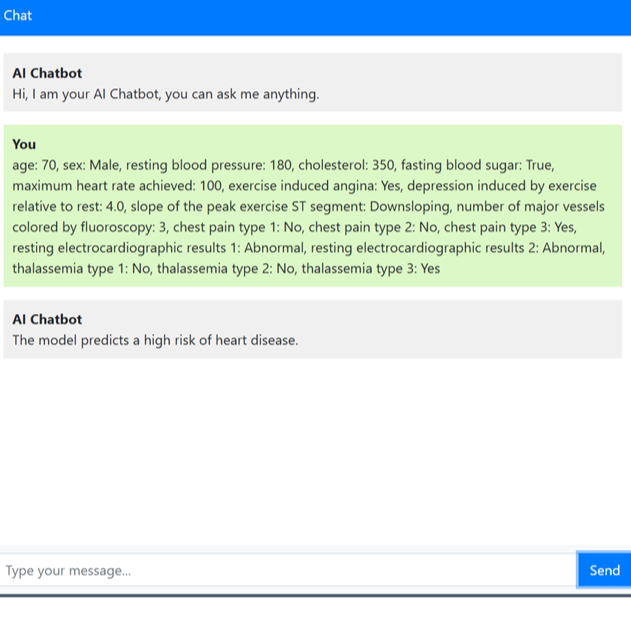 Chat
AI Chatbot
Hi, I am your AI Chatbot, you can ask me anything.
You
age: 70, sex: Male, resting blood pressure: 180, cholesterol: 350, fasting blood sugar: True,
maximum heart rate achieved: 100, exercise induced angina: Yes, depression induced by exercise
relative to rest: 4.0, slope of the peak exercise ST segment: Downsloping, number of major vessels
colored by fluoroscopy: 3, chest pain type 1: No, chest pain type 2: No, chest pain type 3: Yes,
resting electrocardiographic results 1: Abnormal, resting electrocardiographic results 2: Abnormal,
thalassemia type 1: No, thalassemia type 2: No, thalassemia type 3: Yes
AI Chatbot
The model predicts a high risk of heart disease.
Type your message...
Send